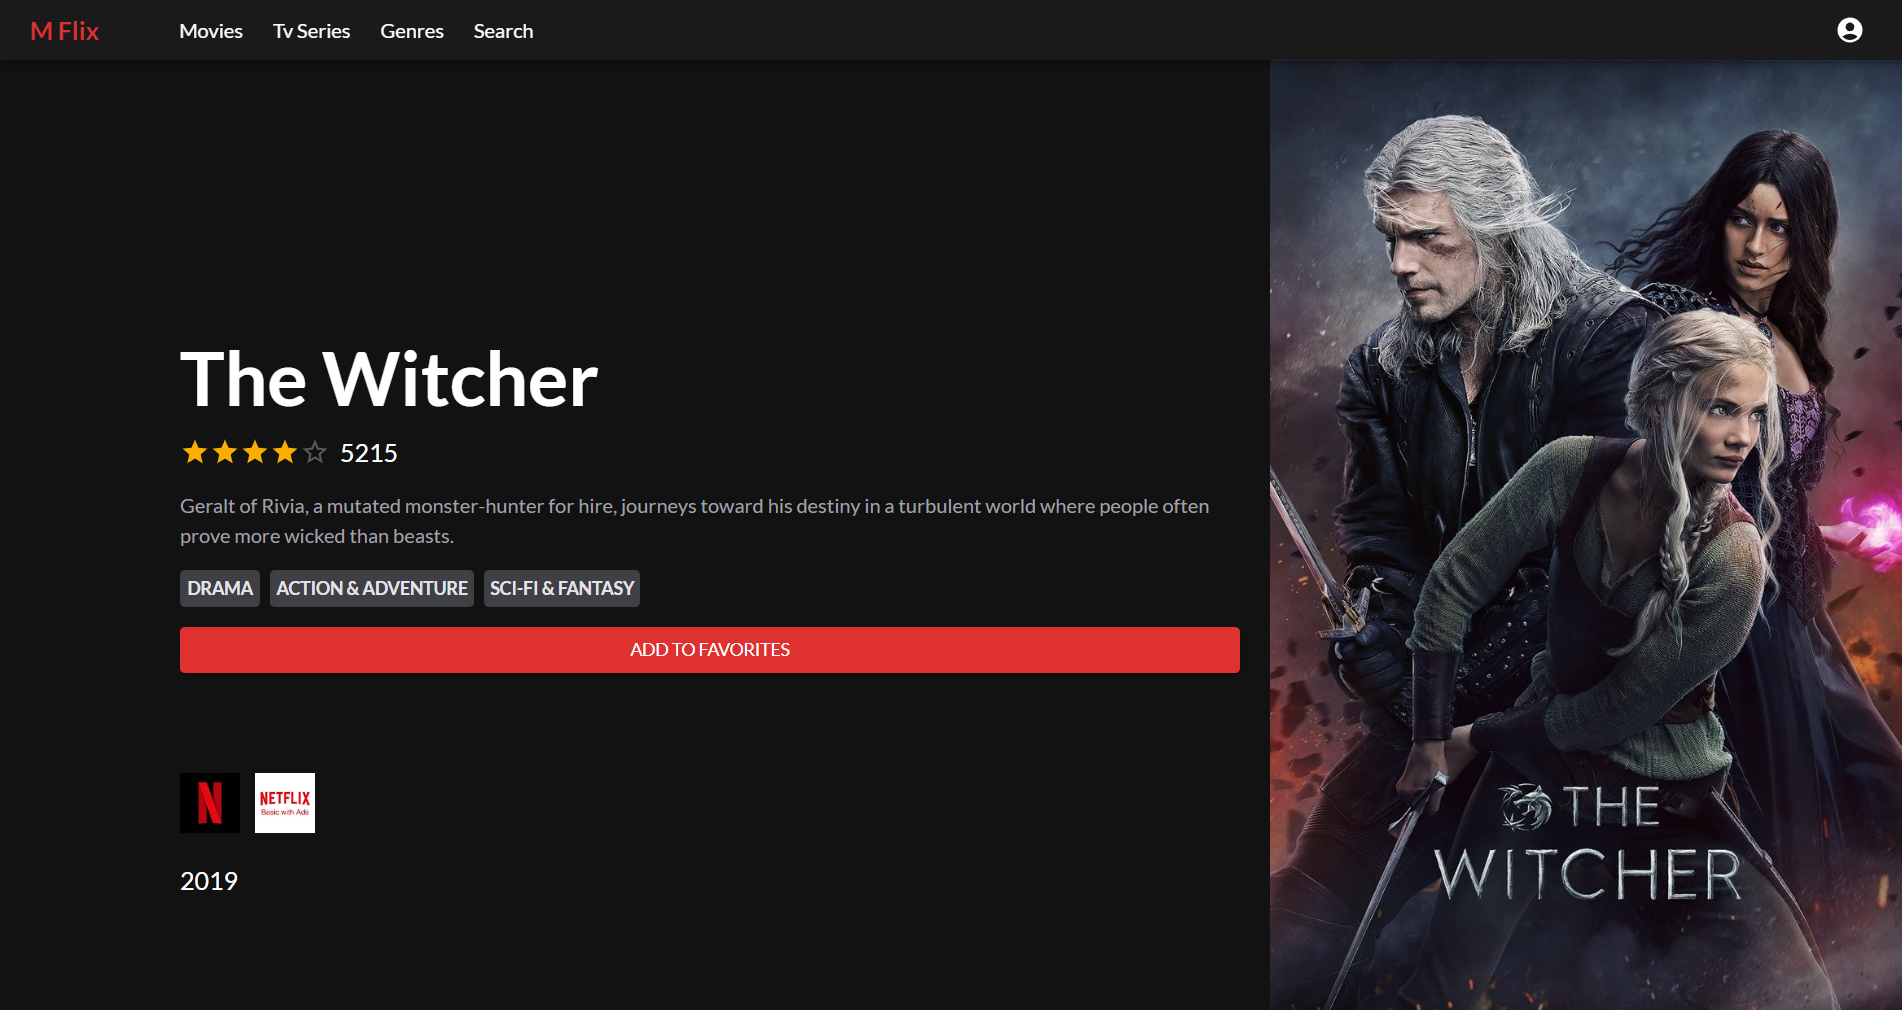 M Flix
Movies
Tv Series
Genres
Search
The Witcher
5215
Geralt of Rivia, a mutated monster-hunter for hire, journeys toward his destiny in a turbulent world where people often
prove more wicked than beasts.
DRAMA
ACTION & ADVENTURE
SCI-FI & FANTASY
ADD TO FAVORITES
N
NETFLIX
Basic with Ads
2019
THE
WITCHER